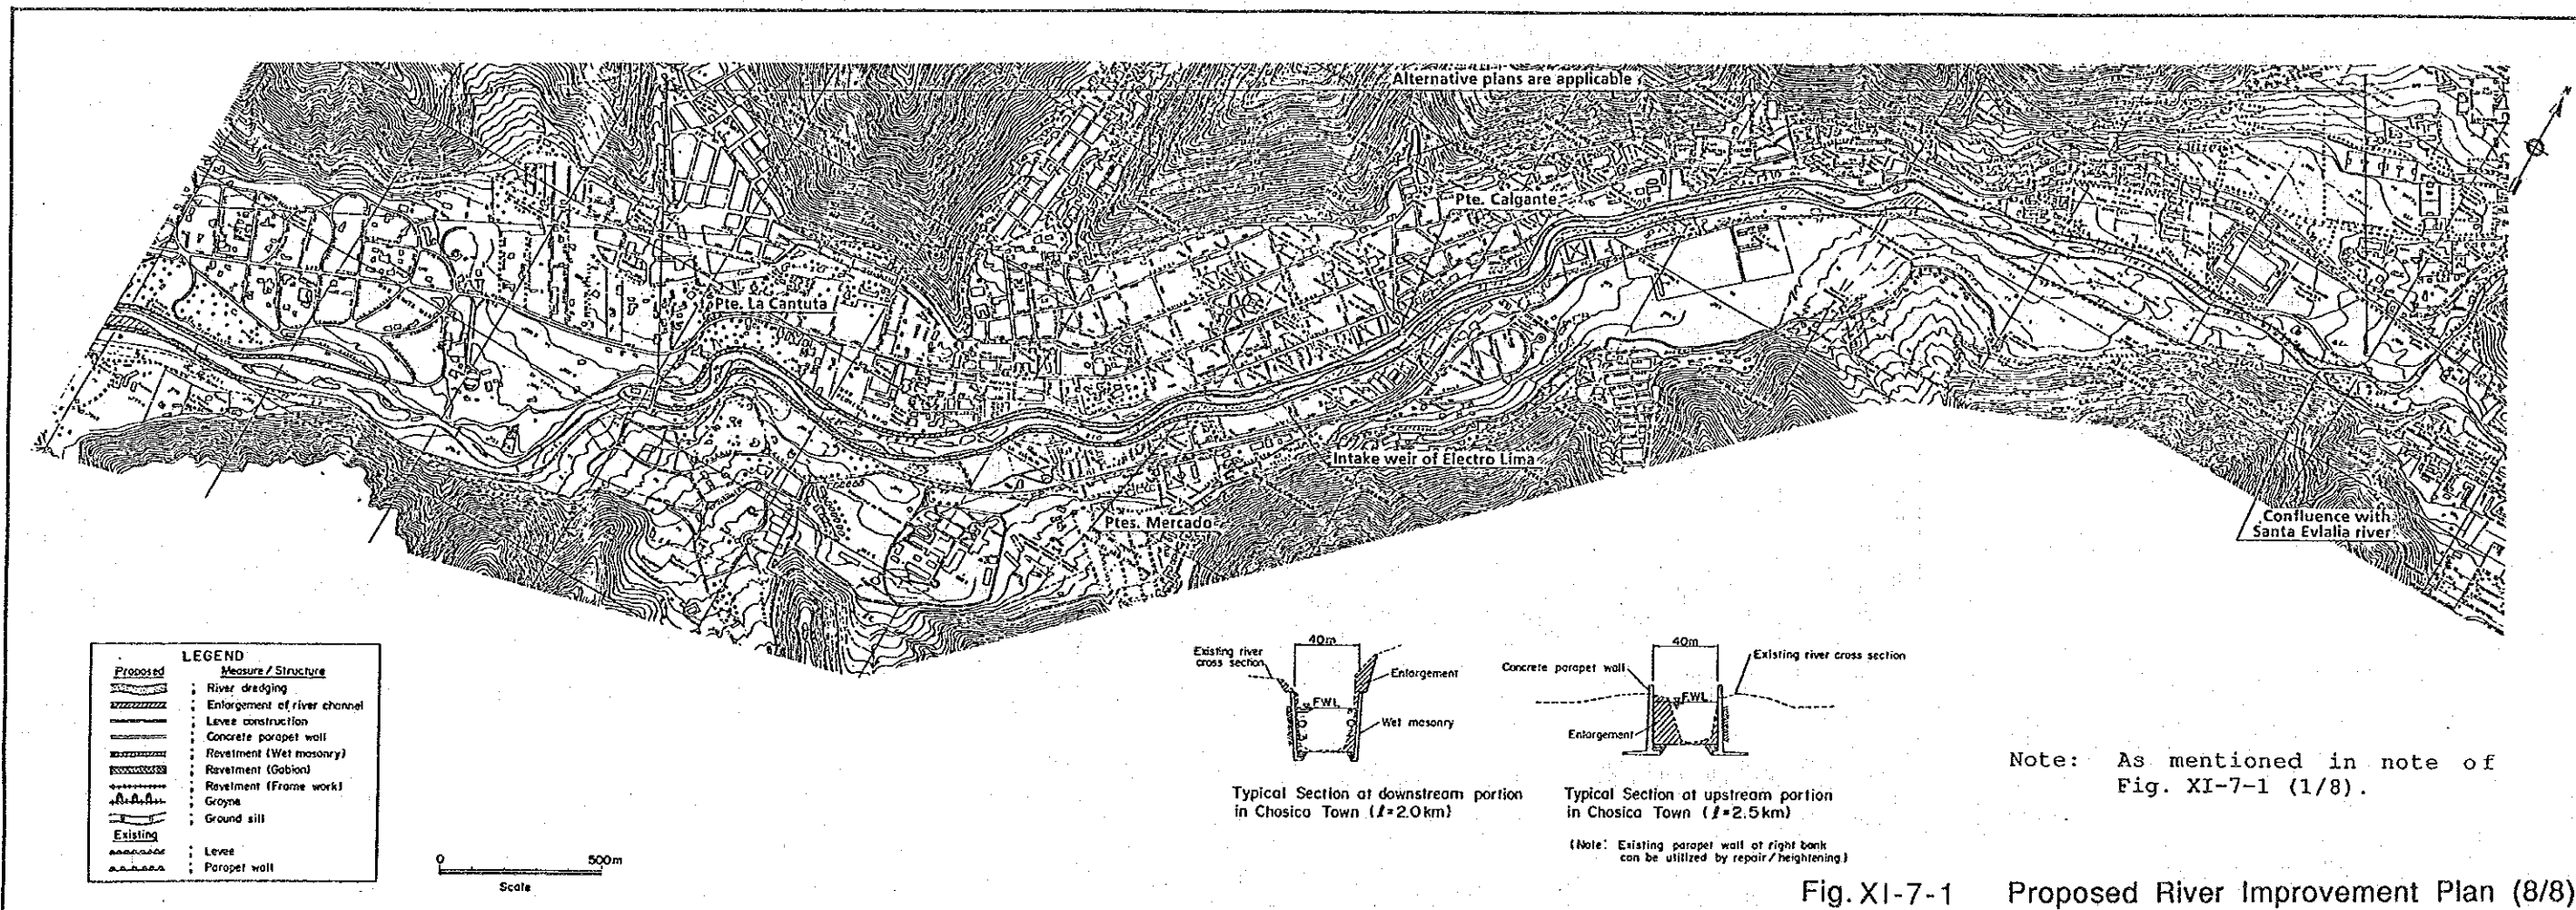 Alternative plans are applicable
N
Pte. Calgante
Pte. La Cantuta
Intake weir of Electro Lima
Ptes. Mercado
Confluence with
Santa Evlalia river
LEGEND
Proposed Measure / Structure
; River dredging
; Enlargement of river channel
; Levee construction
; Concrete parapet wall
; Revetment (Wet masonry)
; Revetment (Gabion)
; Revetment (Frame work)
; Groyne
; Ground sill
Existing
; Levee
; Parapet wall
0 500m
Scale
40m
Existing river
cross section
Enlorgement
F.W.L
Wet masonry
Typical Section at downstream portion
in Chosica Town (ℓ=2.0km)
40m
Concrete parapet wall
Existing river cross section
F.W.L
Enlorgement
Typical Section at upstream portion
in Chosica Town (ℓ=2.5km)
(Note: Existing parapet wall of right bank
can be utilized by repair/heightening)
Note: As mentioned in note of
Fig. XI-7-1 (1/8).
Fig. XI-7-1 Proposed River Improvement Plan (8/8)